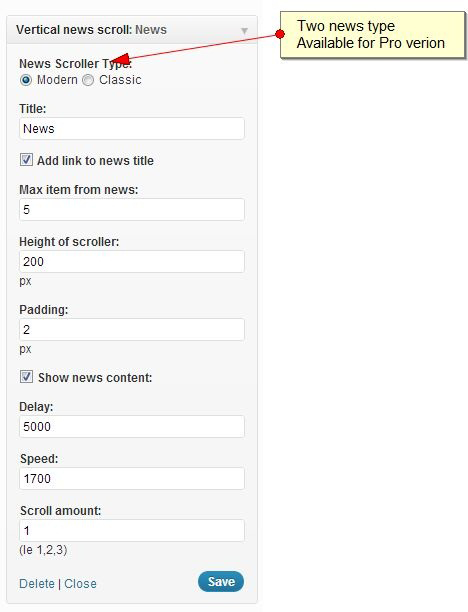 Vertical news scroll: News
Two news type
Available for Pro verion
News Scroller Type:
Modern Classic
Title:
News
Add link to news title
Max item from news:
5
Height of scroller:
200
px
Padding:
2
px
Show news content:
Delay:
5000
Speed:
1700
Scroll amount:
1
(Ie 1,2,3)
Delete | Close
Save